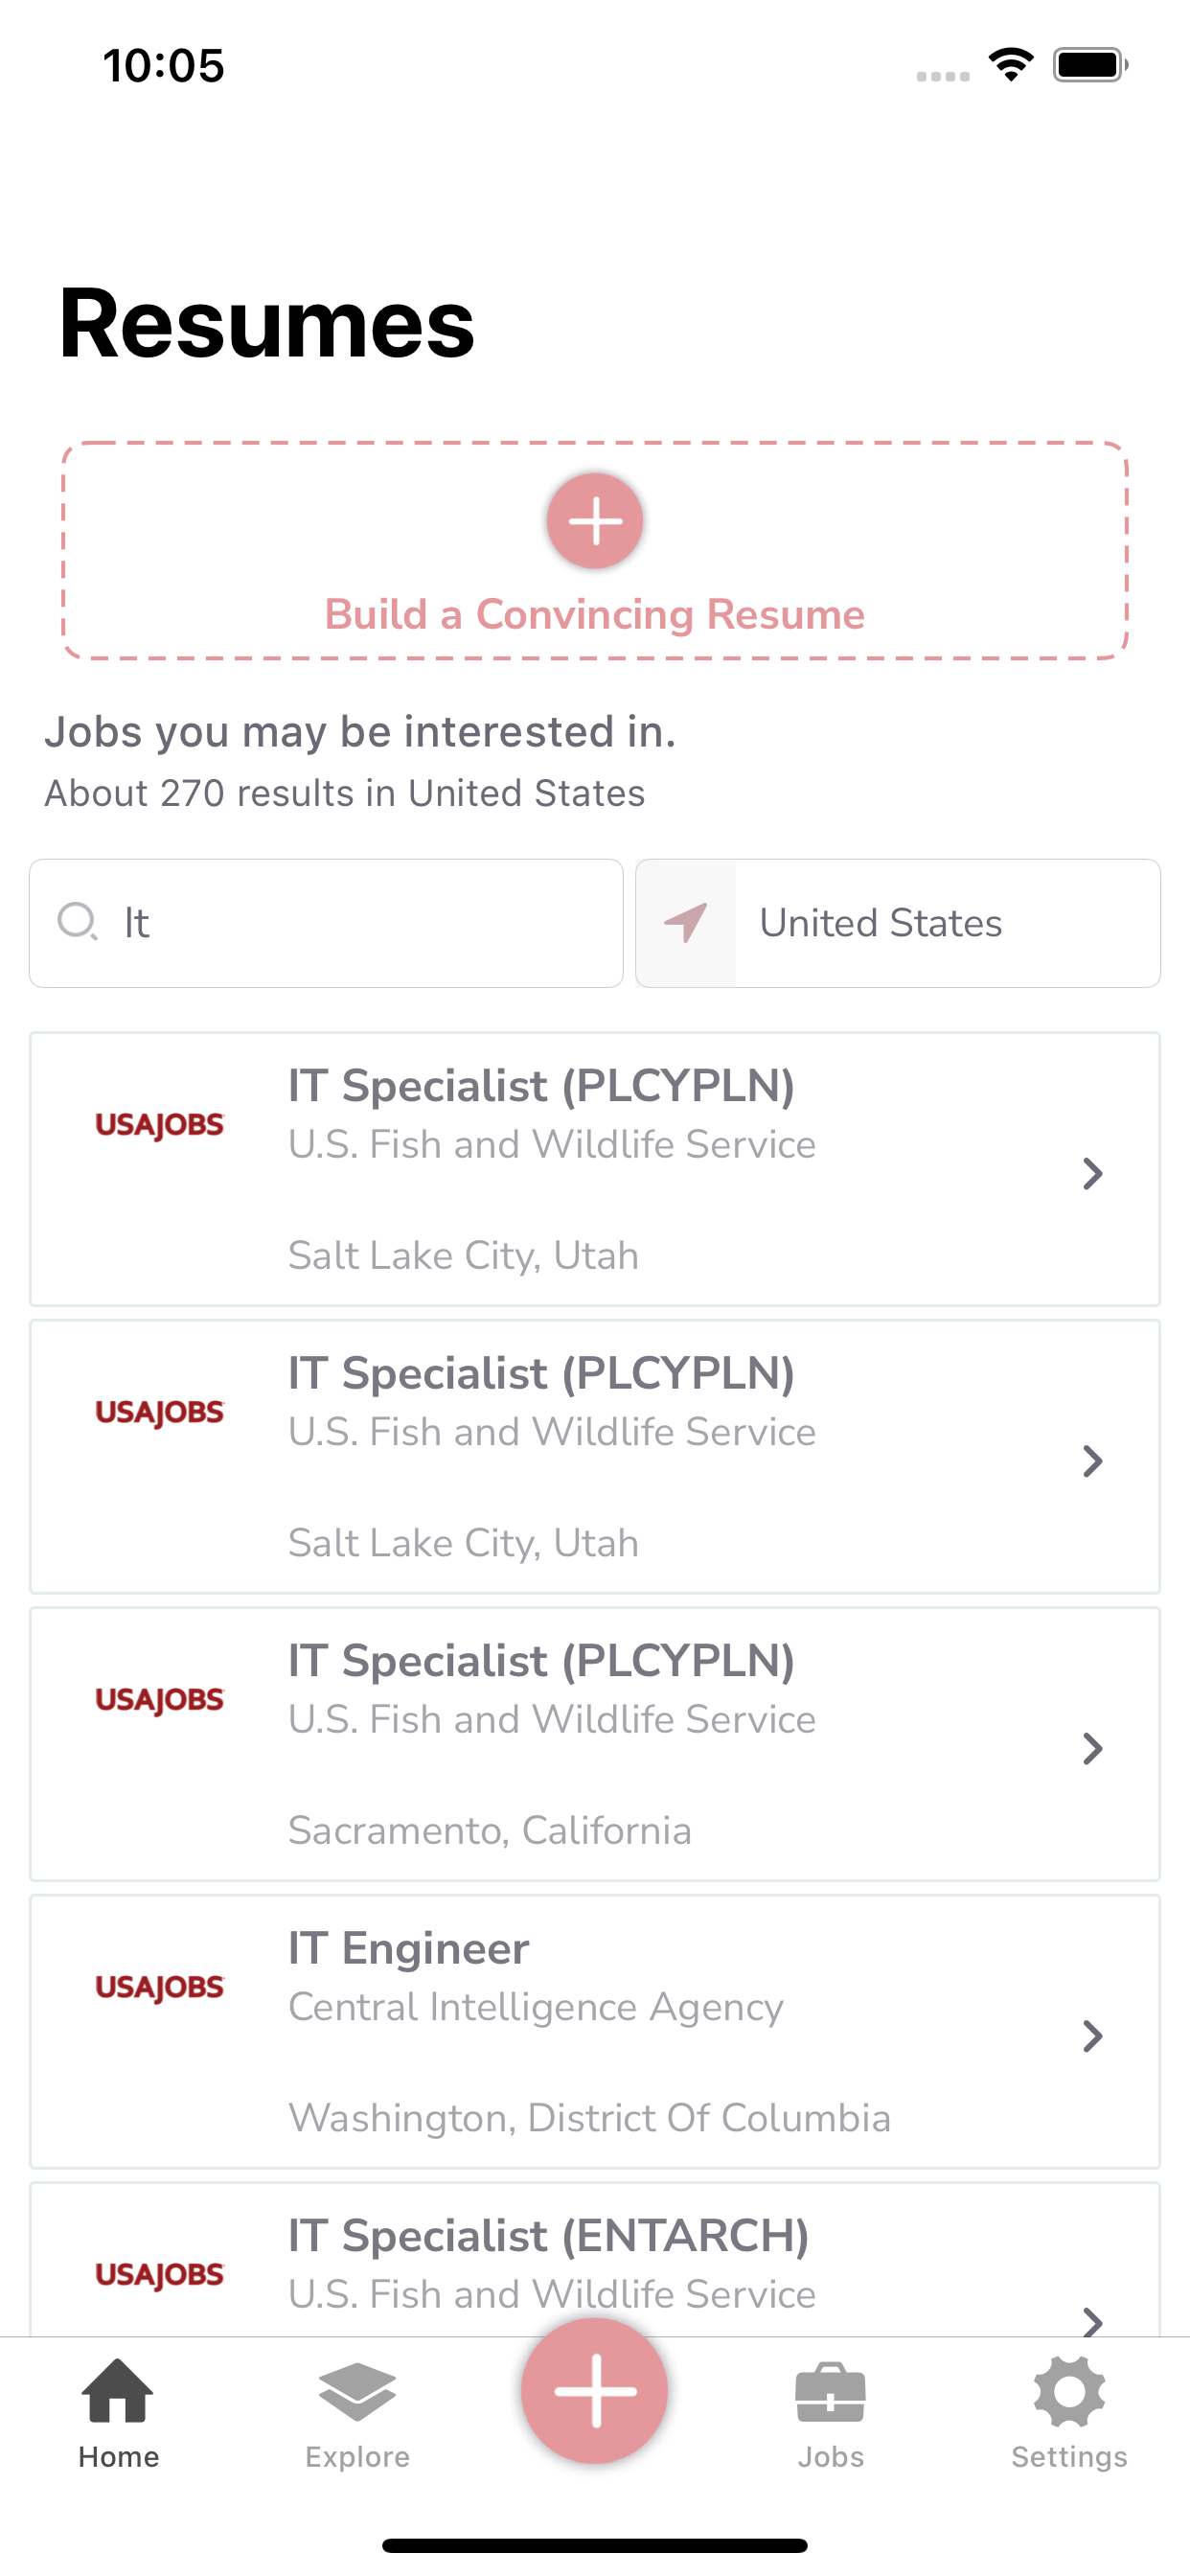 10:05
Resumes
Build a Convincing Resume
Jobs you may be interested in.
About 270 results in United States
It
United States
IT Specialist (PLCYPLN)
USAJOBS
U.S. Fish and Wildlife Service
Salt Lake City, Utah
IT Specialist (PLCYPLN)
USAJOBS
U.S. Fish and Wildlife Service
Salt Lake City, Utah
IT Specialist (PLCYPLN)
USAJOBS
U.S. Fish and Wildlife Service
Sacramento, California
IT Engineer
USAJOBS
Central Intelligence Agency
Washington, District Of Columbia
IT Specialist (ENTARCH)
USAJOBS
U.S. Fish and Wildlife Service
Home
Explore
Jobs
Settings